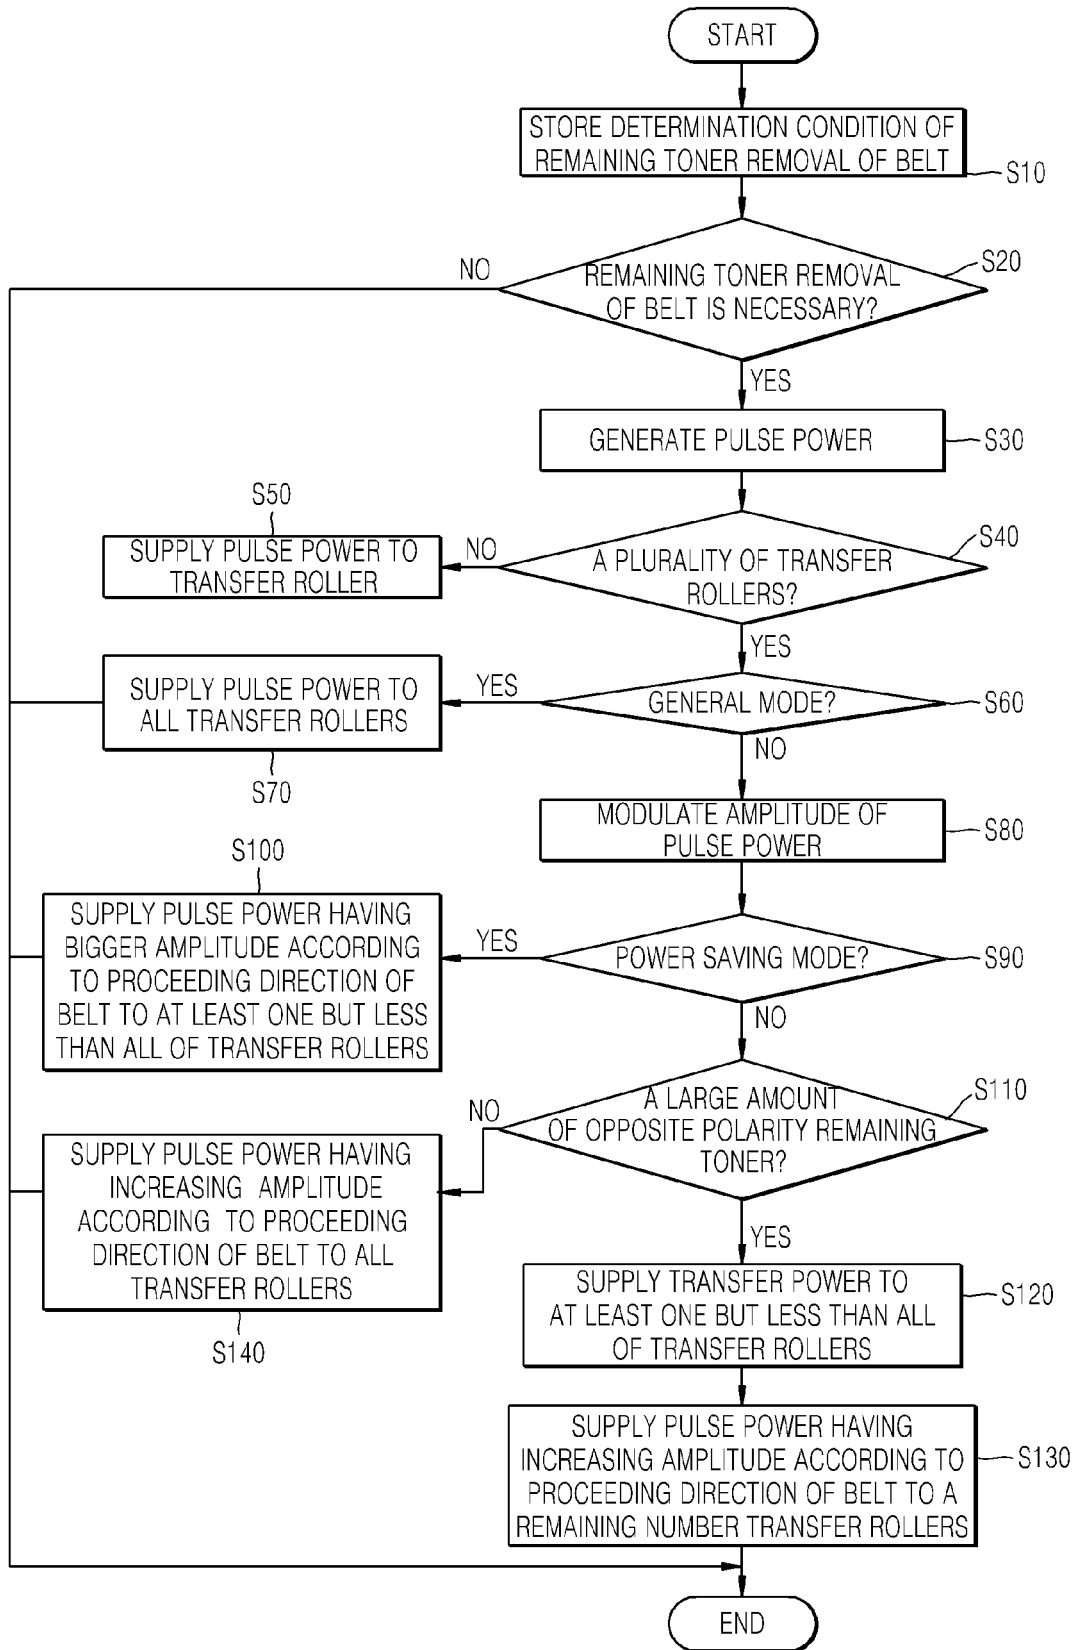 START
STORE DETERMINATION CONDITION OF
REMAINING TONER REMOVAL OF BELT
S10
NO
REMAINING TONER REMOVAL
OF BELT IS NECESSARY?
S20
YES
GENERATE PULSE POWER
S30
S50
SUPPLY PULSE POWER TO
TRANSFER ROLLER
NO
A PLURALITY OF TRANSFER
ROLLERS?
S40
YES
SUPPLY PULSE POWER TO
ALL TRANSFER ROLLERS
S70
YES
GENERAL MODE?
S60
NO
MODULATE AMPLITUDE OF
PULSE POWER
S80
S100
SUPPLY PULSE POWER HAVING
BIGGER AMPLITUDE ACCORDING
TO PROCEEDING DIRECTION OF
BELT TO AT LEAST ONE BUT LESS
THAN ALL OF TRANSFER ROLLERS
YES
POWER SAVING MODE?
S90
NO
NO
A LARGE AMOUNT
OF OPPOSITE POLARITY REMAINING
TONER?
S110
SUPPLY PULSE POWER HAVING
INCREASING AMPLITUDE
ACCORDING TO PROCEEDING
DIRECTION OF BELT TO ALL
TRANSFER ROLLERS
S140
YES
SUPPLY TRANSFER POWER TO
AT LEAST ONE BUT LESS THAN ALL
OF TRANSFER ROLLERS
S120
SUPPLY PULSE POWER HAVING
INCREASING AMPLITUDE ACCORDING TO
PROCEEDING DIRECTION OF BELT TO A
REMAINING NUMBER TRANSFER ROLLERS
S130
END